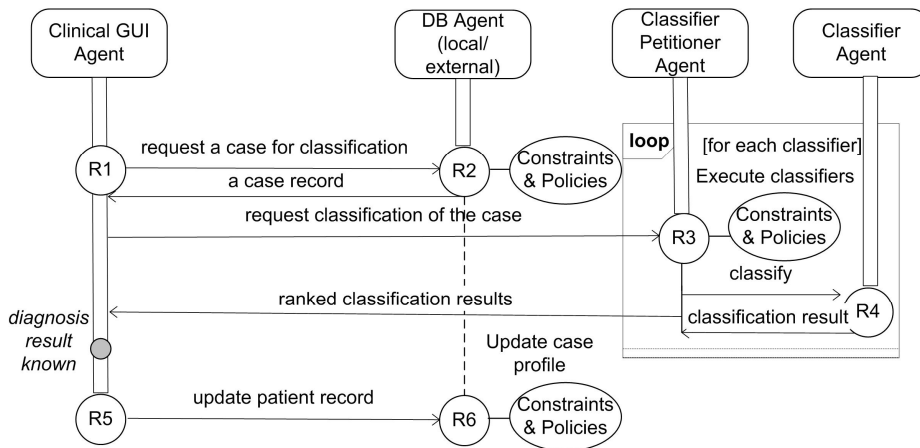 Clinical GUI
Agent
DB Agent
(local/
external)
Classifier
Petitioner
Agent
Classifier
Agent
loop
[for each classifier]
Execute classifiers
R1
request a case for classification
R2
Constraints
& Policies
a case record
request classification of the case
R3
Constraints
& Policies
classify
ranked classification results
R4
classification result
diagnosis
result
known
Update case
profile
R5
update patient record
R6
Constraints
& Policies